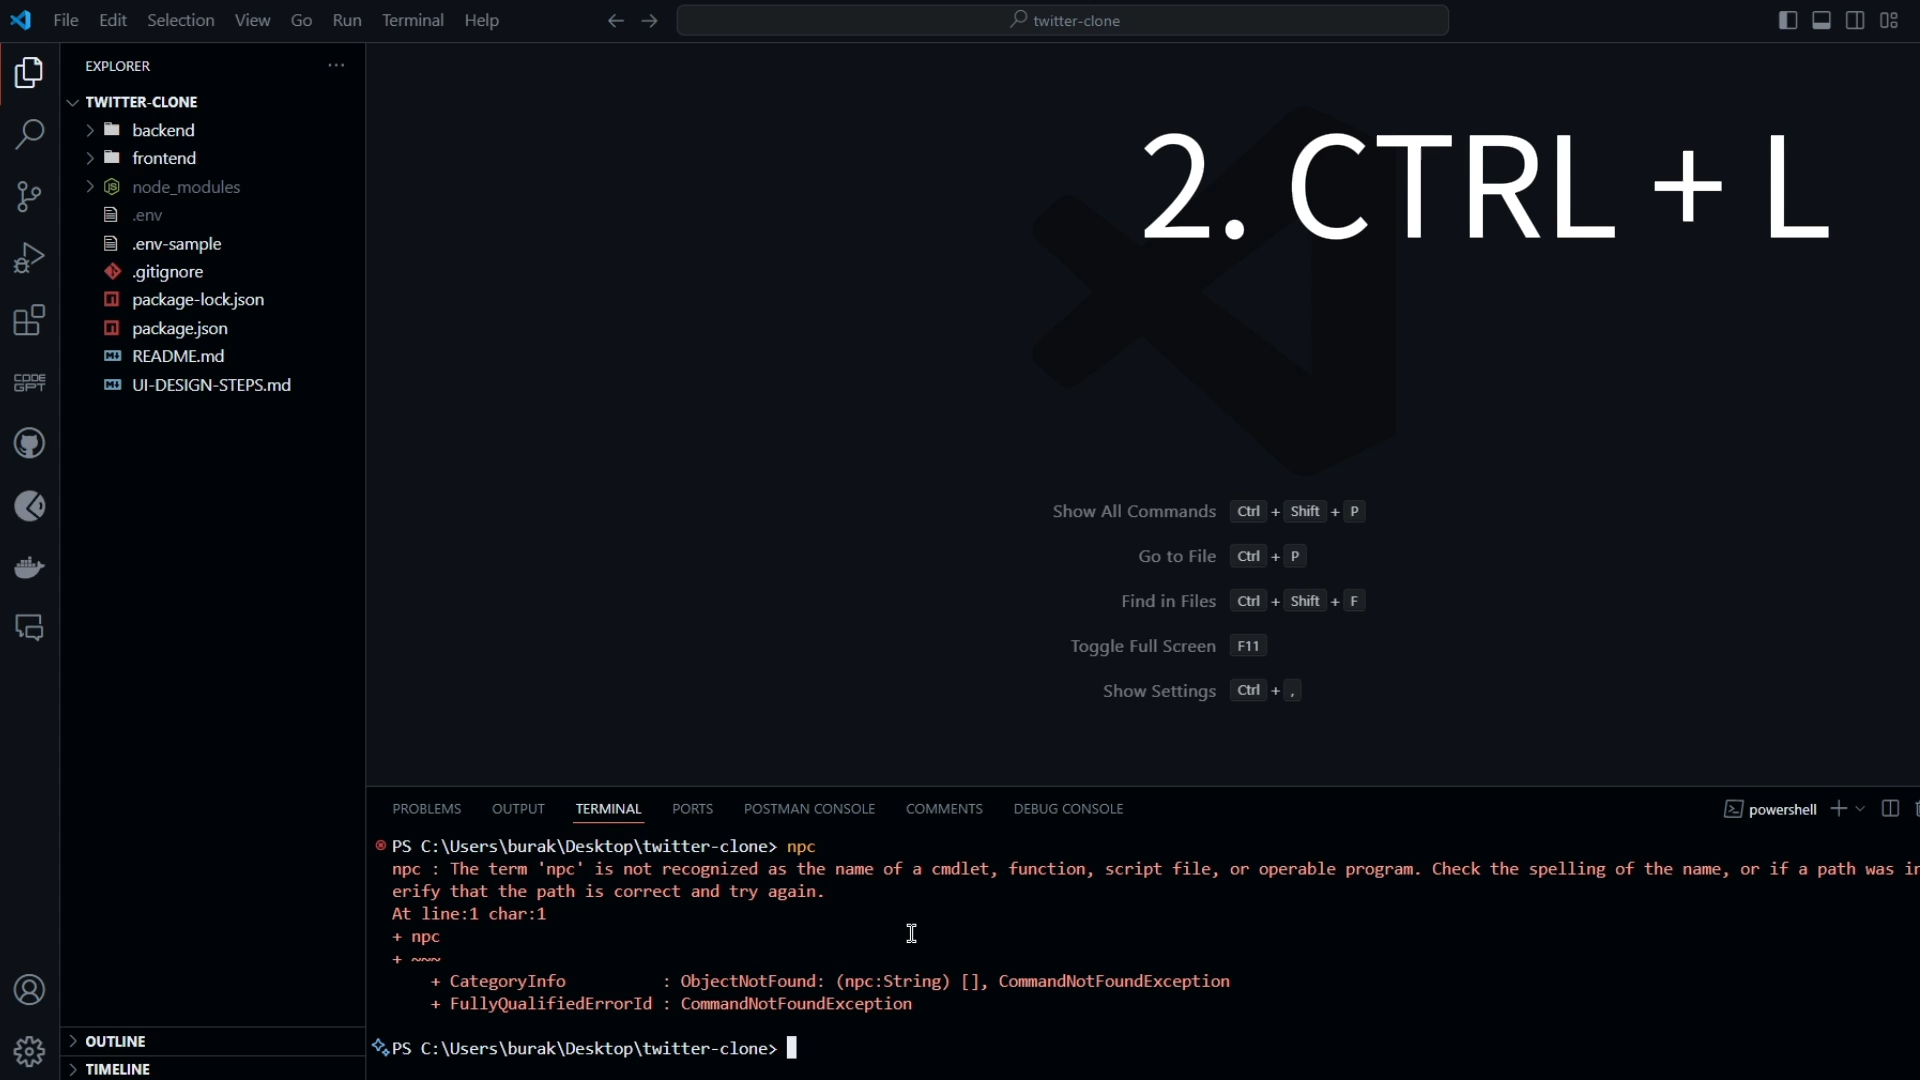 File Edit Selection View Go Run Terminal Help
twitter-clone
EXPLORER
TWITTER-CLONE
backend
frontend
node_modules
.env
.env-sample
.gitignore
package-lock.json
package.json
README.md
UI-DESIGN-STEPS.md
CODE
GPT
OUTLINE
TIMELINE
2. CTRL + L
Show All Commands Ctrl + Shift + P
Go to File Ctrl + P
Find in Files Ctrl + Shift + F
Toggle Full Screen F11
Show Settings Ctrl + ,
PROBLEMS OUTPUT TERMINAL PORTS POSTMAN CONSOLE COMMENTS DEBUG CONSOLE
powershell
PS C:\Users\burak\Desktop\twitter-clone> npc
npc : The term 'npc' is not recognized as the name of a cmdlet, function, script file, or operable program. Check the spelling of the name, or if a path was in
erify that the path is correct and try again.
At line:1 char:1
+ npc
+ ~~~
+ CategoryInfo : ObjectNotFound: (npc:String) [], CommandNotFoundException
+ FullyQualifiedErrorId : CommandNotFoundException
PS C:\Users\burak\Desktop\twitter-clone>